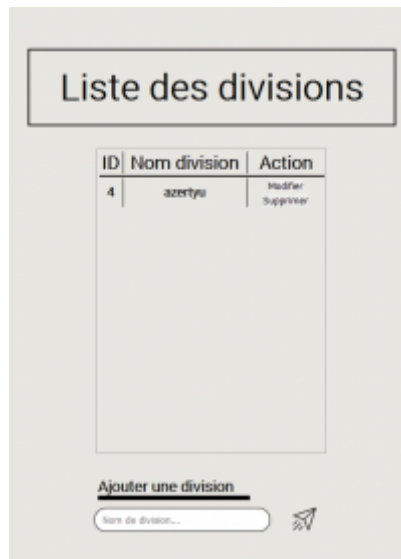 Liste des divisions
ID Nom division Action
4 azertyu Modifier
Supprimer
Ajouter une division
Nom de division...